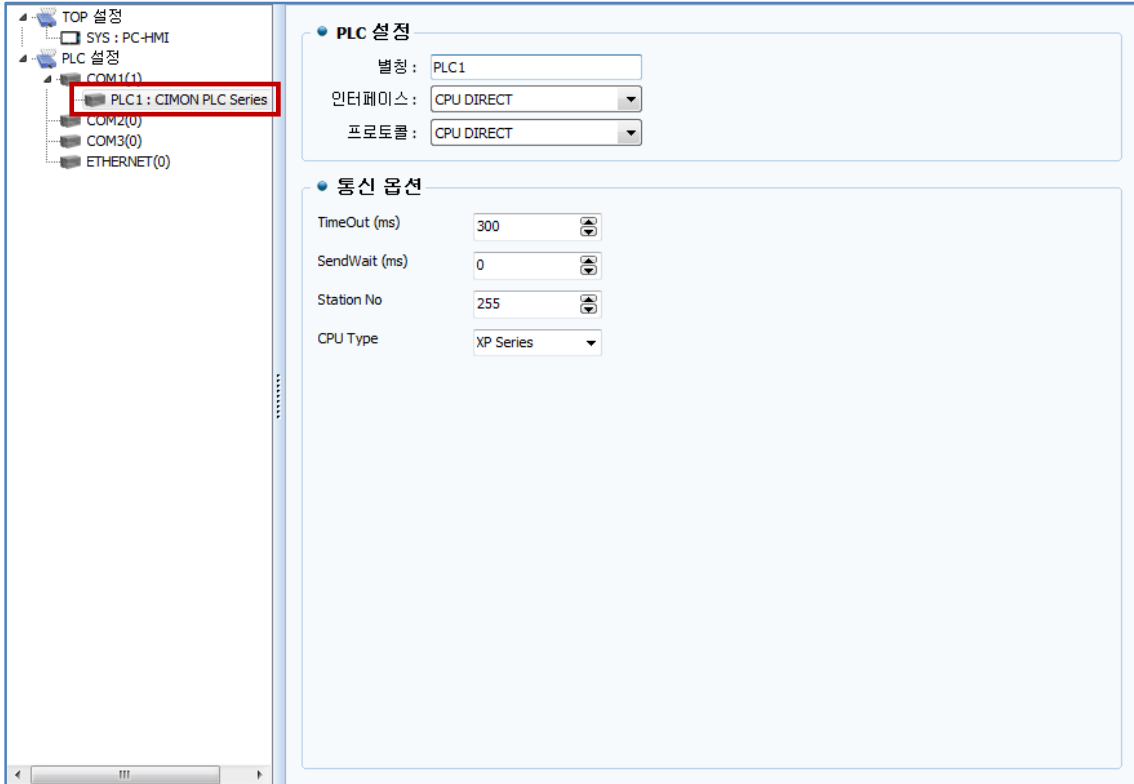 TOP 설정
SYS : PC-HMI
PLC 설정
COM1(1)
PLC1 : CIMON PLC Series
COM2(0)
COM3(0)
ETHERNET(0)
PLC 설정
별칭 : PLC1
인터페이스 : CPU DIRECT
프로토콜 : CPU DIRECT
통신 옵션
TimeOut (ms) 300
SendWait (ms) 0
Station No 255
CPU Type XP Series